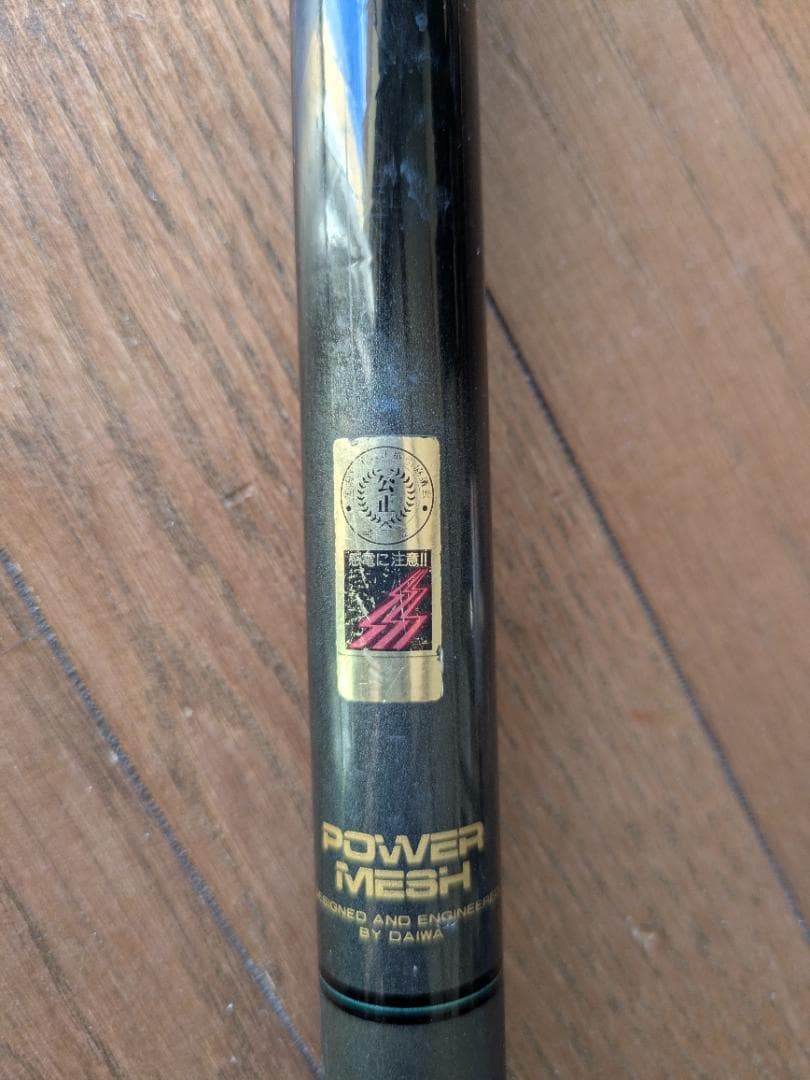 公正
感電に注意!!
POWER
MESH
DESIGNED AND ENGINEERED
BY DAIWA